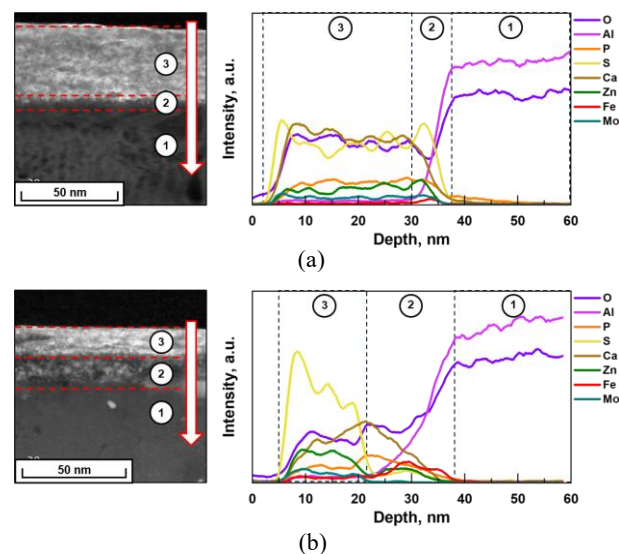 3
2
1
50 nm
Intensity, a.u.
3
2
1
O
Al
P
S
Ca
Zn
Fe
Mo
0 10 20 30 40 50 60
Depth, nm
(a)
3
2
1
50 nm
Intensity, a.u.
3
2
1
O
Al
P
S
Ca
Zn
Fe
Mo
0 10 20 30 40 50 60
Depth, nm
(b)